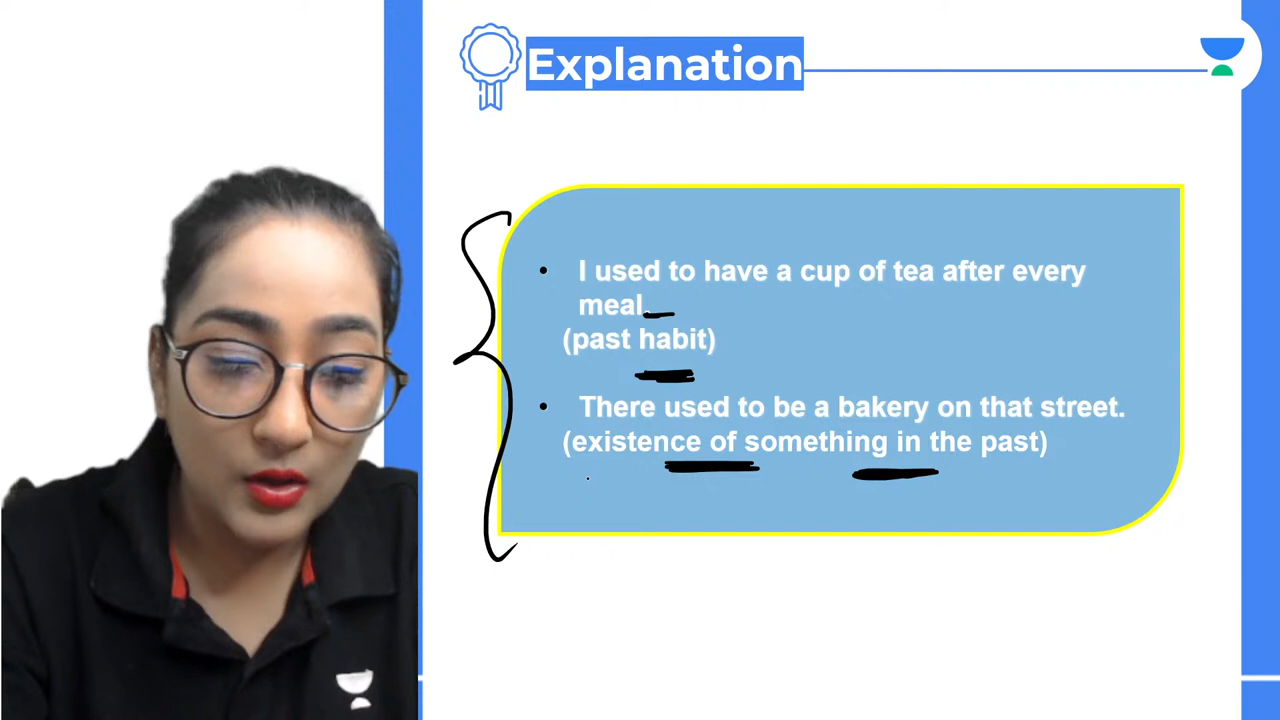 Explanation
• I used to have a cup of tea after every
meal.
(past habit)
• There used to be a bakery on that street.
(existence of something in the past)